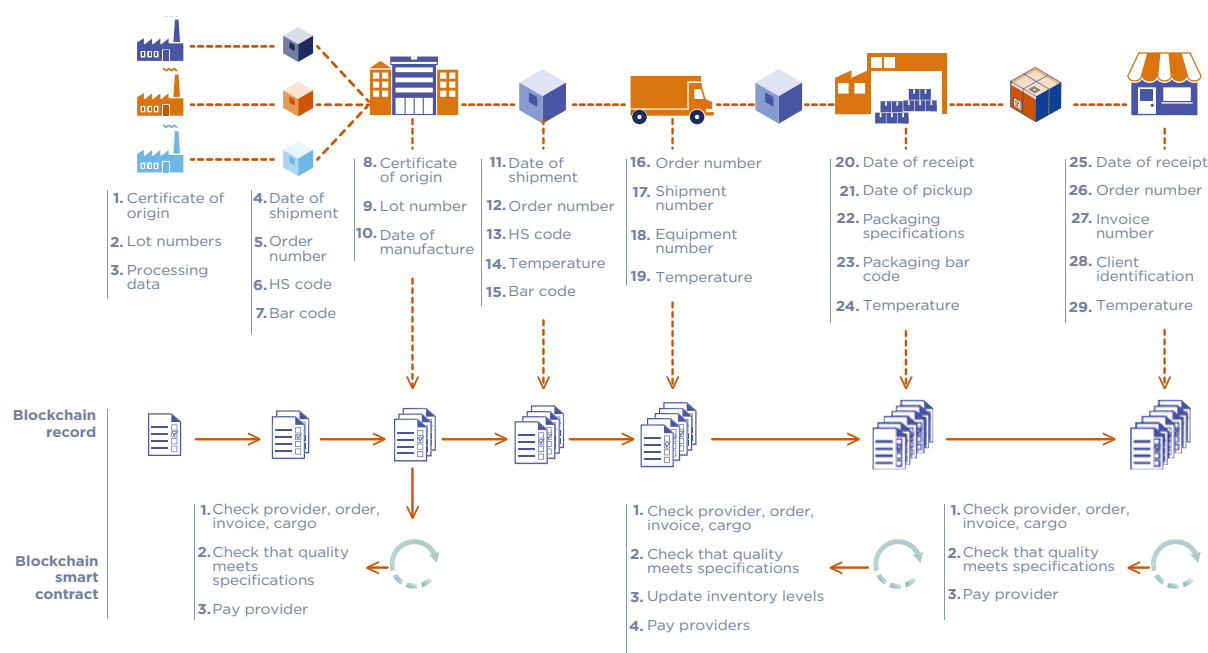 1. Certificate of
origin
2. Lot numbers
3. Processing
data
4. Date of
shipment
5. Order
number
6. HS code
7. Bar code
8. Certificate
of origin
9. Lot number
10. Date of
manufacture
11. Date of
shipment
12. Order number
13. HS code
14. Temperature
15. Bar code
16. Order number
17. Shipment
number
18. Equipment
number
19. Temperature
20. Date of receipt
21. Date of pickup
22. Packaging
specifications
23. Packaging bar
code
24. Temperature
25. Date of receipt
26. Order number
27. Invoice
number
28. Client
identification
29. Temperature
Blockchain
record
Blockchain
smart
contract
1. Check provider, order,
invoice, cargo
2. Check that quality
meets
specifications
3. Pay provider
1. Check provider, order,
invoice, cargo
2. Check that quality
meets specifications
3. Update inventory levels
4. Pay providers
1. Check provider, order,
invoice, cargo
2. Check that quality
meets specifications
3. Pay provider